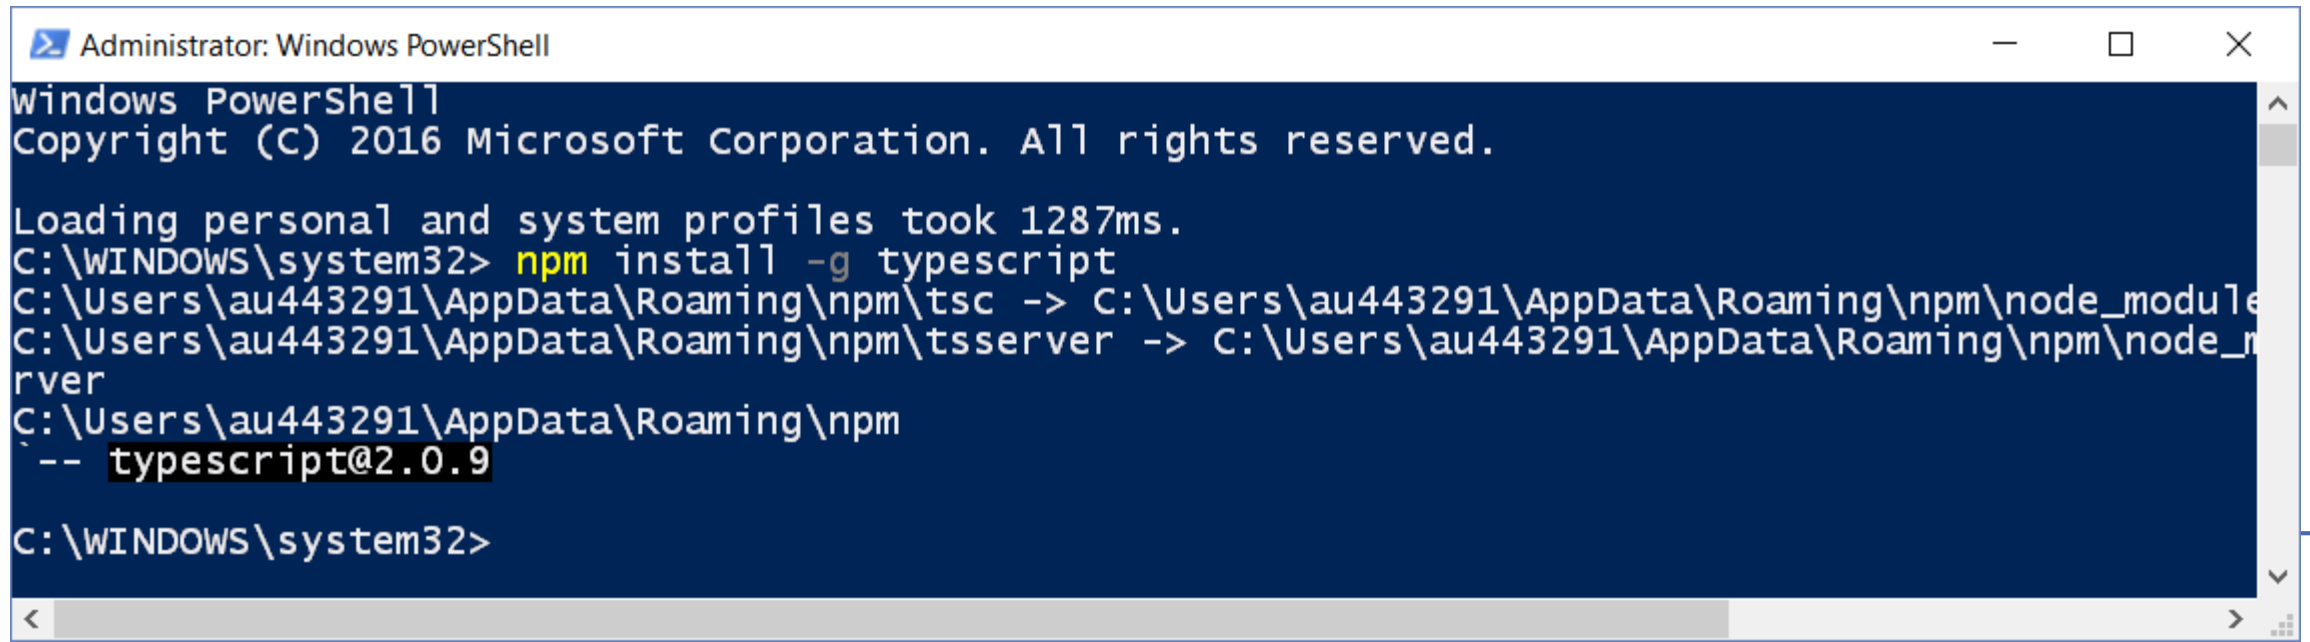 Administrator: Windows PowerShell
Windows PowerShell
Copyright (C) 2016 Microsoft Corporation. All rights reserved.
Loading personal and system profiles took 1287ms.
C:\WINDOWS\system32> npm install -g typescript
C:\Users\au443291\AppData\Roaming\npm\tsc -> C:\Users\au443291\AppData\Roaming\npm\node_module
C:\Users\au443291\AppData\Roaming\npm\tsserver -> C:\Users\au443291\AppData\Roaming\npm\node_m
rver
C:\Users\au443291\AppData\Roaming\npm
`-- typescript@2.0.9
C:\WINDOWS\system32>